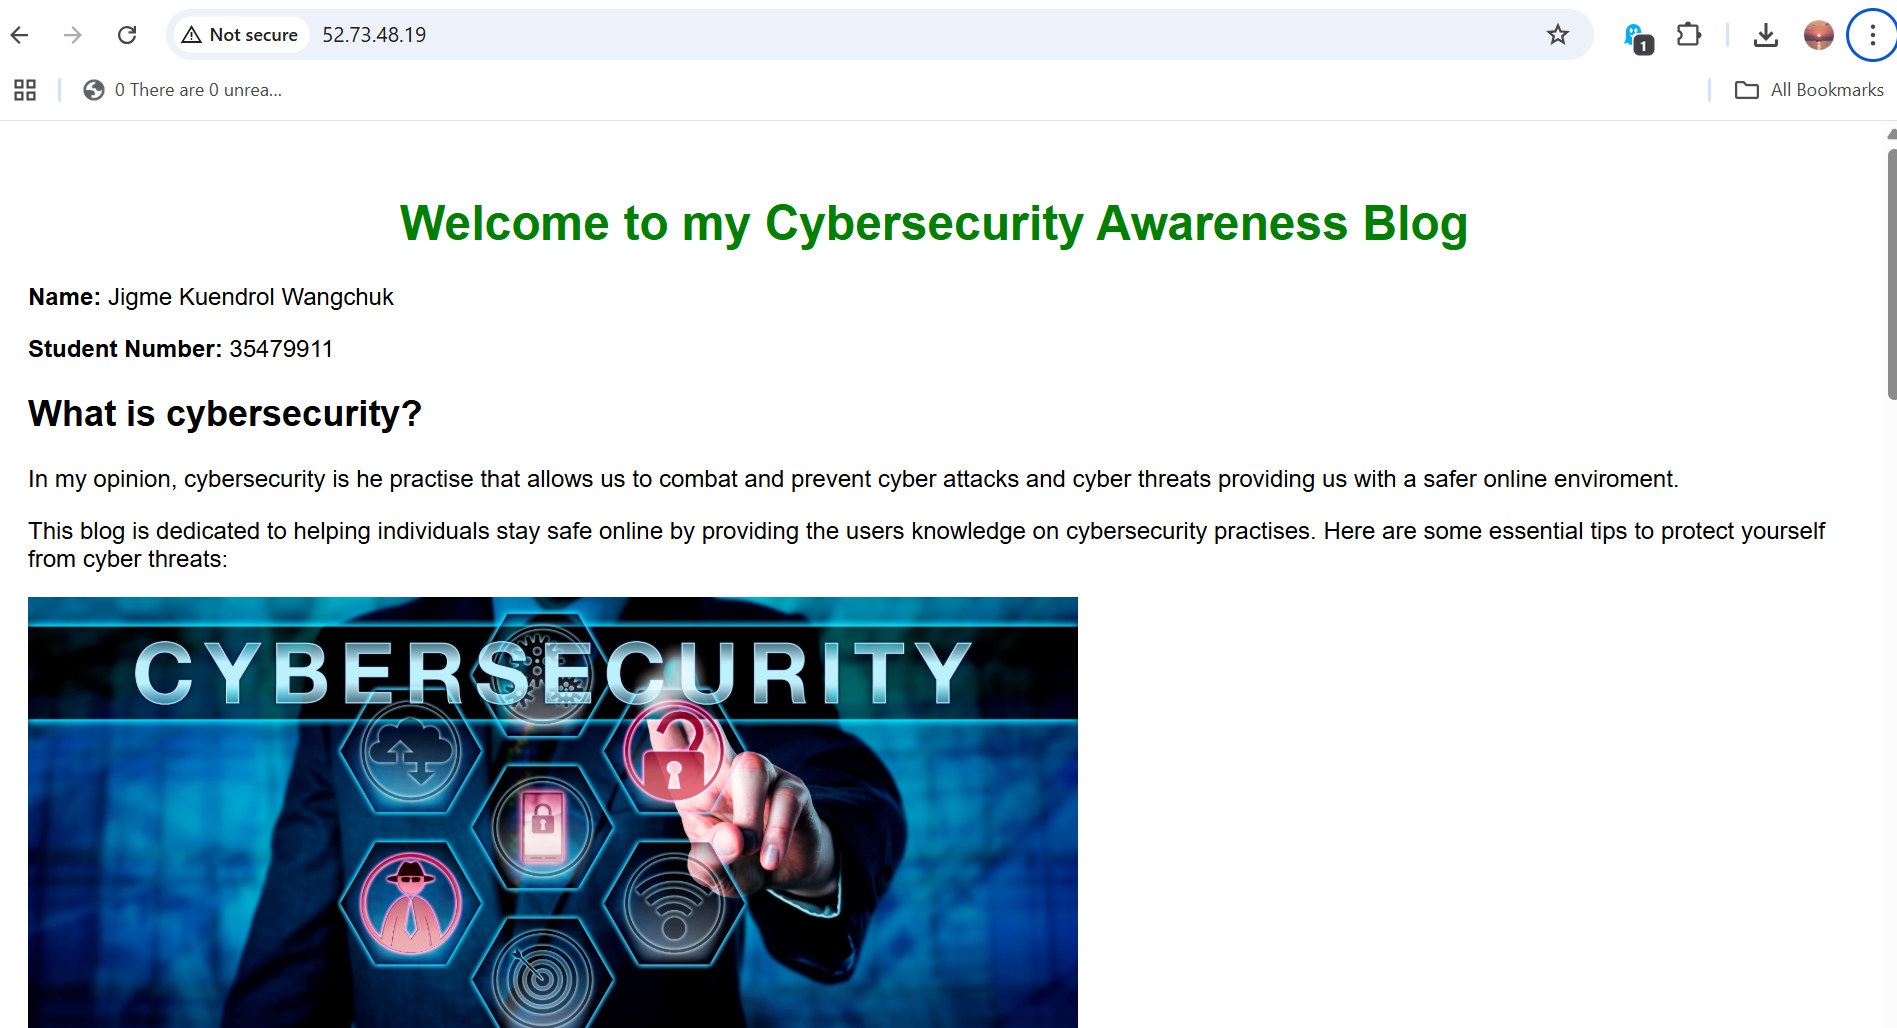 Not secure 52.73.48.19
1
0 There are 0 unrea...
All Bookmarks
Welcome to my Cybersecurity Awareness Blog
Name: Jigme Kuendrol Wangchuk
Student Number: 35479911
What is cybersecurity?
In my opinion, cybersecurity is he practise that allows us to combat and prevent cyber attacks and cyber threats providing us with a safer online enviroment.
This blog is dedicated to helping individuals stay safe online by providing the users knowledge on cybersecurity practises. Here are some essential tips to protect yourself
from cyber threats:
CYBERSECURITY